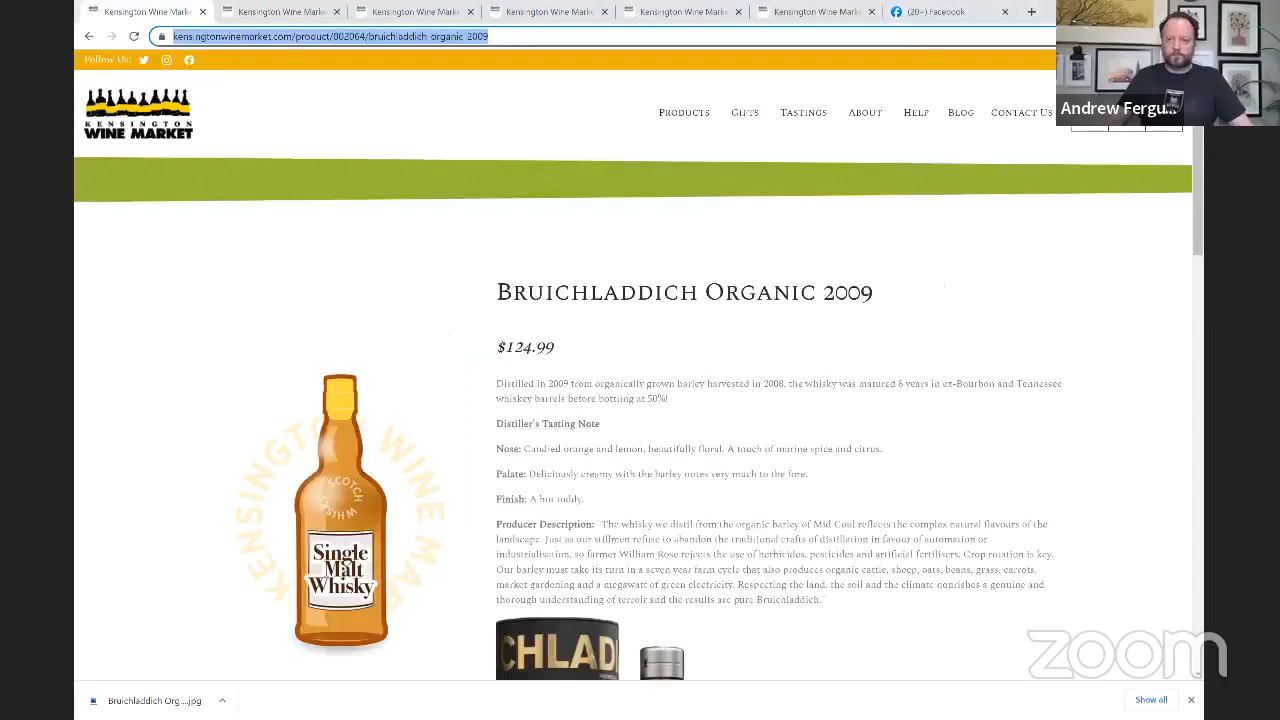 Kensington Wine Marke
Kensington Wine Marke
Kensington Wine Marke
Kensington Wine Marke
Kensington Wine Marke
Kensington Wine Marke
(20+) Facebook
kensingtonwinemarket.com/product/802064/bruichladdich-organic-2009
Follow Us:
KENSINGTON
WINE MARKET
Products Gifts Tastings About Help Blog Contact Us
Andrew Fergu...
Bruichladdich Organic 2009
$124.99
Distilled in 2009 from organically grown barley harvested in 2008, the whisky was matured 8 years in ex-Bourbon and Tennessee
whiskey barrels before bottling at 50%!
Distiller's Tasting Note
Nose: Candied orange and lemon, beautifully floral. A touch of marine spice and citrus.
Palate: Deliciously creamy with the barley notes very much to the fore.
Finish: A hot toddy.
Producer Description: "The whisky we distil from the organic barley of Mid Coul reflects the complex natural flavours of the
landscape. Just as our stillmen refuse to abandon the traditional crafts of distillation in favour of automation or
industrialisation, so farmer William Rose rejects the use of herbicides, pesticides and artificial fertilisers. Crop rotation is key.
Our barley must take its turn in a seven year farm cycle that also produces organic cattle, sheep, oats, beans, grass, carrots,
market gardening and a megawatt of green electricity. Respecting the land, the soil and the climate nourishes a genuine and
thorough understanding of terroir and the results are pure Bruichladdich."
KENSINGTON WINE MA
SCOTCH
WHISKY
Single
Malt
Whisky
CHLADI
zoom
Bruichladdich Org....jpg
Show all